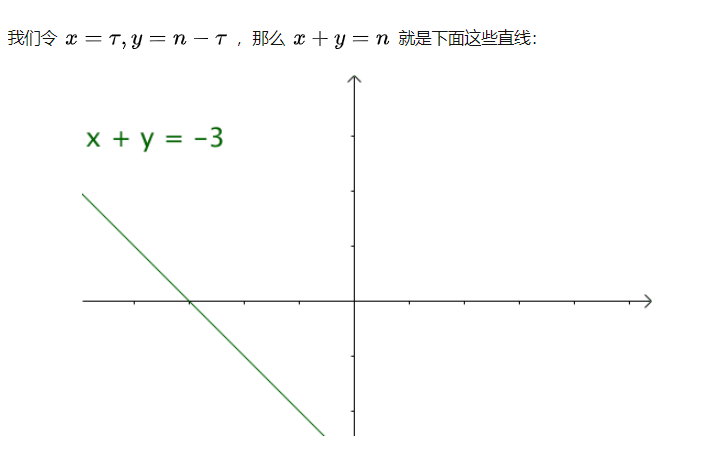 我们令 x = τ, y = n − τ ，那么 x + y = n 就是下面这些直线：
x + y = −3